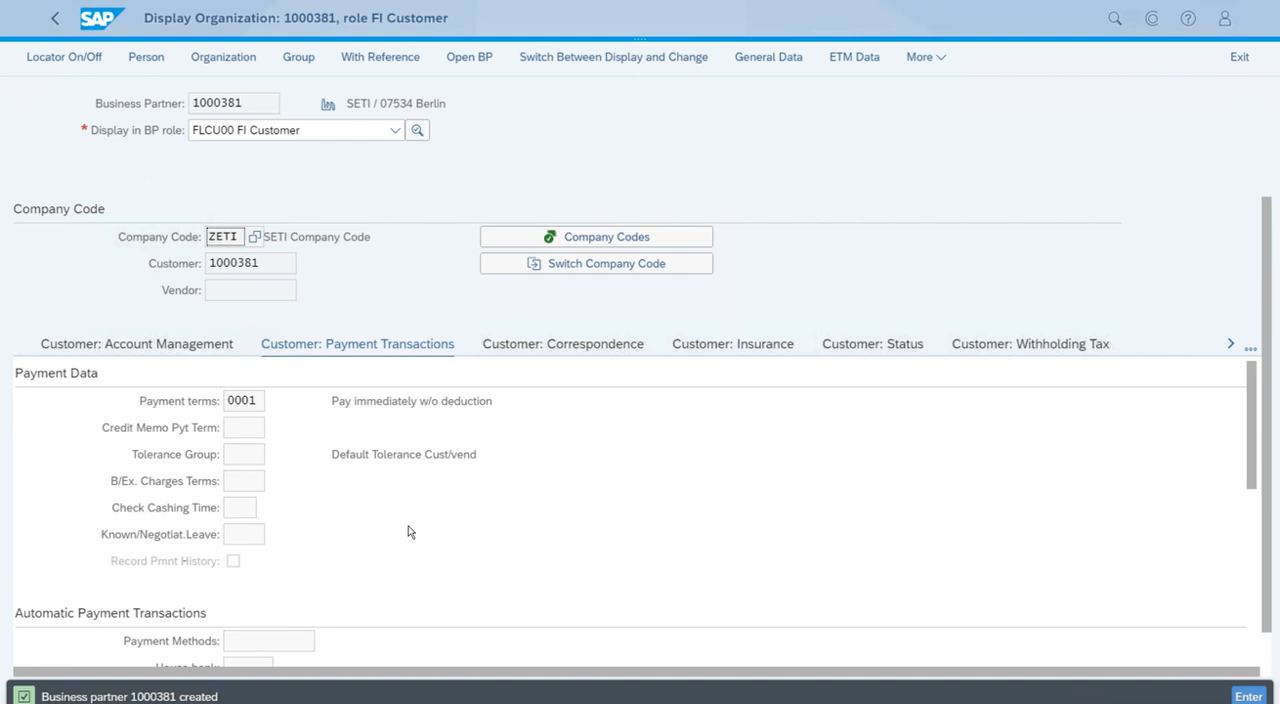 SAP Display Organization: 1000381, role FI Customer
Locator On/Off Person Organization Group With Reference Open BP Switch Between Display and Change General Data ETM Data More Exit
Business Partner: 1000381 SETI / 07534 Berlin
* Display in BP role: FLCU00 FI Customer
Company Code
Company Code: ZETI SETI Company Code Company Codes
Customer: 1000381 Switch Company Code
Vendor:
Customer: Account Management Customer: Payment Transactions Customer: Correspondence Customer: Insurance Customer: Status Customer: Withholding Tax
Payment Data
Payment terms: 0001 Pay immediately w/o deduction
Credit Memo Pyt Term:
Tolerance Group: Default Tolerance Cust/vend
B/Ex. Charges Terms:
Check Cashing Time:
Known/Negotiat.Leave:
Record Pmnt History:
Automatic Payment Transactions
Payment Methods:
House bank:
Business partner 1000381 created Enter